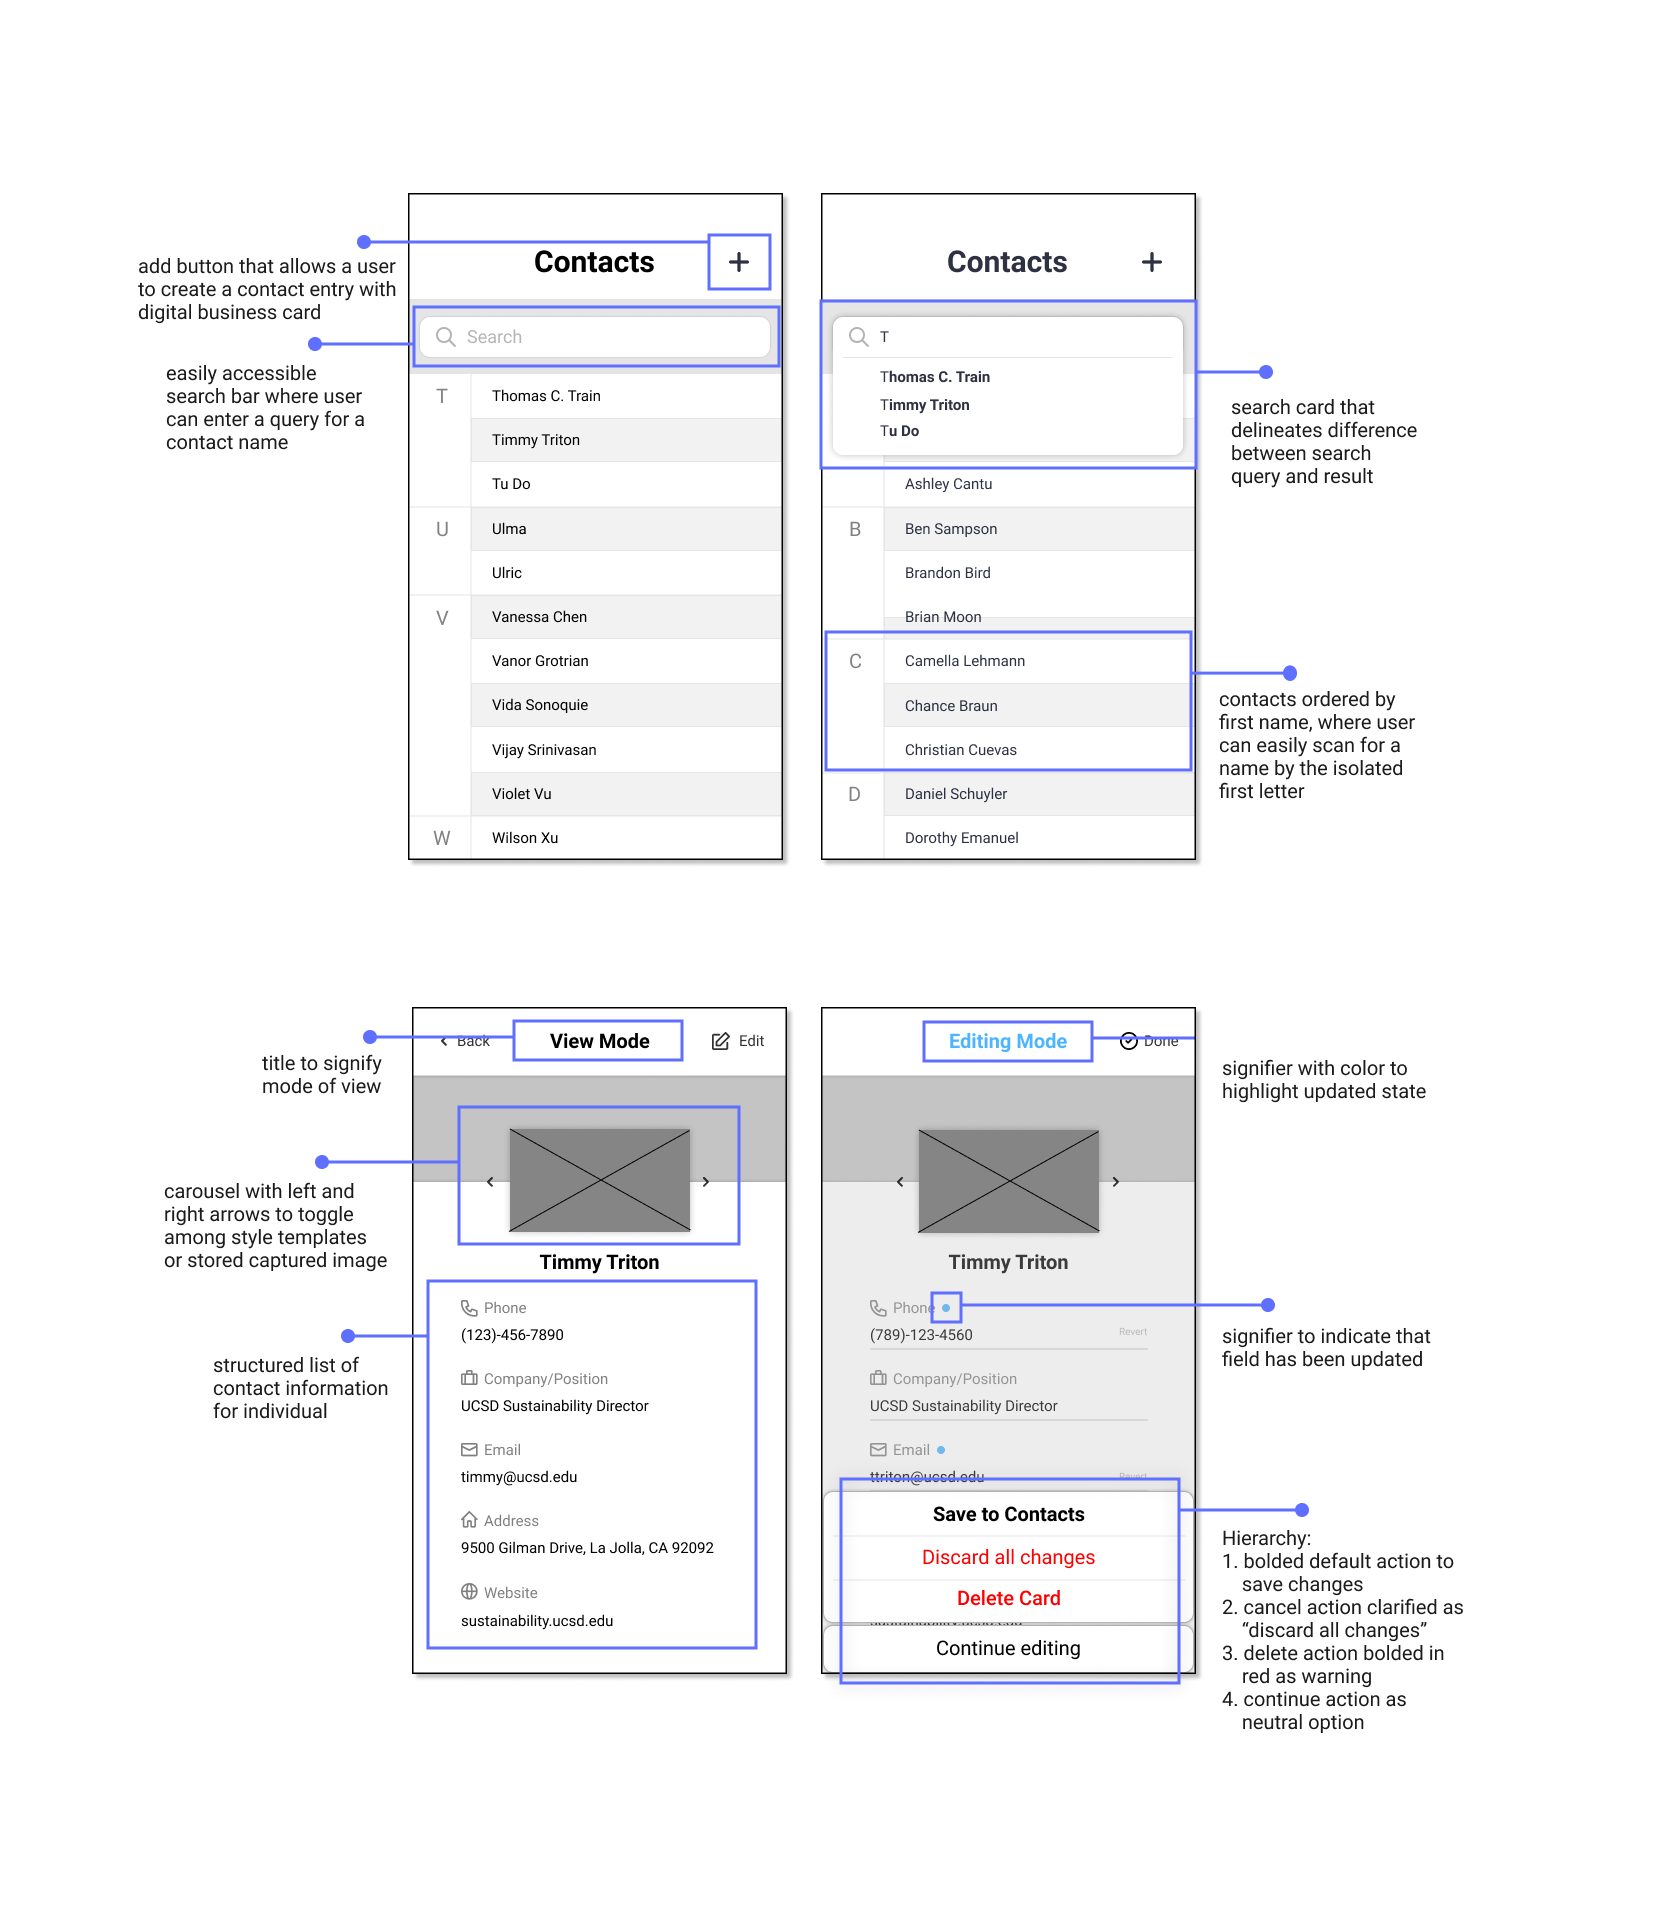 add button that allows a user
to create a contact entry with
digital business card
easily accessible
search bar where user
can enter a query for a
contact name
Contacts
+
Search
T
Thomas C. Train
Timmy Triton
Tu Do
U
Ulma
Ulric
V
Vanessa Chen
Vanor Grotrian
Vida Sonoquie
Vijay Srinivasan
Violet Vu
W
Wilson Xu
Contacts
+
T
Thomas C. Train
Timmy Triton
Tu Do
Ashley Cantu
B
Ben Sampson
Brandon Bird
Brian Moon
C
Camella Lehmann
Chance Braun
Christian Cuevas
D
Daniel Schuyler
Dorothy Emanuel
search card that
delineates difference
between search
query and result
contacts ordered by
first name, where user
can easily scan for a
name by the isolated
first letter
title to signify
mode of view
carousel with left and
right arrows to toggle
among style templates
or stored captured image
structured list of
contact information
for individual
Back
View Mode
Edit
Timmy Triton
Phone
(123)-456-7890
Company/Position
UCSD Sustainability Director
Email
timmy@ucsd.edu
Address
9500 Gilman Drive, La Jolla, CA 92092
Website
sustainability.ucsd.edu
Editing Mode
Done
Timmy Triton
Phone
(789)-123-4560
Revert
Company/Position
UCSD Sustainability Director
Email
ttriton@ucsd.edu
Revert
Save to Contacts
Discard all changes
Delete Card
Continue editing
signifier with color to
highlight updated state
signifier to indicate that
field has been updated
Hierarchy:
1. bolded default action to
save changes
2. cancel action clarified as
“discard all changes”
3. delete action bolded in
red as warning
4. continue action as
neutral option